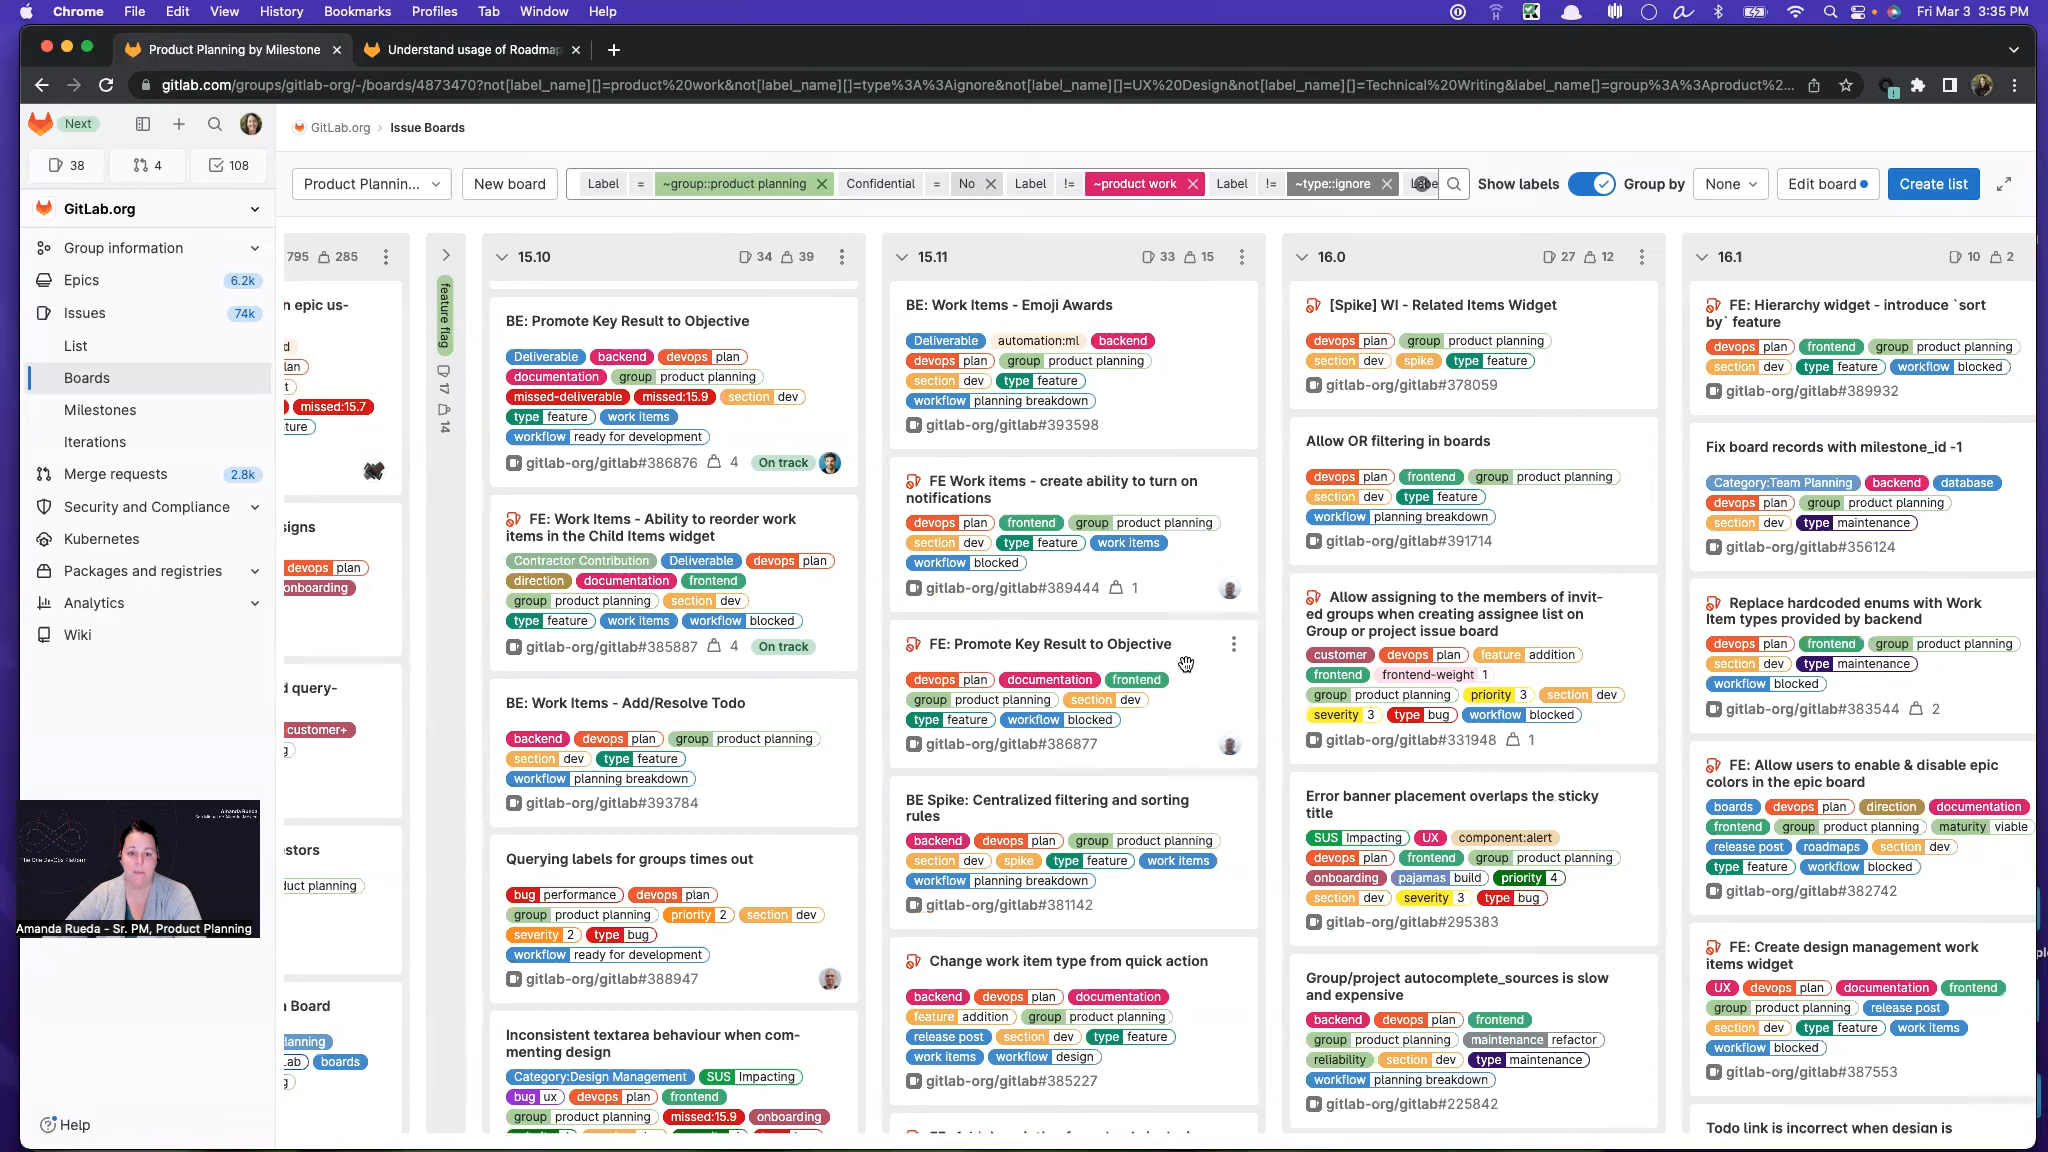 Chrome File Edit View History Bookmarks Profiles Tab Window Help
Fri Mar 3 3:35 PM
Product Planning by Milestone
Understand usage of Roadmap
gitlab.com/groups/gitlab-org/-/boards/4873470?not[label_name][]=product%20work&not[label_name][]=type%3A%3Aignore&not[label_name][]=UX%20Design&not[label_name][]=Technical%20Writing&label_name[]=group%3A%3Aproduct%2...
Next
38 4 108
GitLab.org
Group information
Epics 6.2k
Issues 74k
List
Boards
Milestones
Iterations
Merge requests 2.8k
Security and Compliance
Kubernetes
Packages and registries
Analytics
Wiki
The One DevOps Platform
Amanda Rueda
Amanda Rueda - Sr. PM, Product Planning
Help
GitLab.org › Issue Boards
Product Plannin...
New board
Label = ~group::product planning Confidential = No Label != ~product work Label != ~type::ignore
Show labels
Group by
None
Edit board
Create list
795 285
n epic us-
d
lan
t
missed:15.7
ture
signs
devops plan
onboarding
d query-
customer+
g
estors
duct planning
a Board
lanning
Lab boards
g
feature flag
17
14
15.10 34 39
BE: Promote Key Result to Objective
Deliverable backend devops plan
documentation group product planning
missed-deliverable missed:15.9 section dev
type feature work items
workflow ready for development
gitlab-org/gitlab#386876 4 On track
FE: Work Items - Ability to reorder work
items in the Child Items widget
Contractor Contribution Deliverable devops plan
direction documentation frontend
group product planning section dev
type feature work items workflow blocked
gitlab-org/gitlab#385887 4 On track
BE: Work Items - Add/Resolve Todo
backend devops plan group product planning
section dev type feature
workflow planning breakdown
gitlab-org/gitlab#393784
Querying labels for groups times out
bug performance devops plan
group product planning priority 2 section dev
severity 2 type bug
workflow ready for development
gitlab-org/gitlab#388947
Inconsistent textarea behaviour when com-
menting design
Category:Design Management SUS Impacting
bug ux devops plan frontend
group product planning missed:15.9 onboarding
15.11 33 15
BE: Work Items - Emoji Awards
Deliverable automation:ml backend
devops plan group product planning
section dev type feature
workflow planning breakdown
gitlab-org/gitlab#393598
FE Work items - create ability to turn on
notifications
devops plan frontend group product planning
section dev type feature work items
workflow blocked
gitlab-org/gitlab#389444 1
FE: Promote Key Result to Objective
devops plan documentation frontend
group product planning section dev
type feature workflow blocked
gitlab-org/gitlab#386877
BE Spike: Centralized filtering and sorting
rules
backend devops plan group product planning
section dev spike type feature work items
workflow planning breakdown
gitlab-org/gitlab#381142
Change work item type from quick action
backend devops plan documentation
feature addition group product planning
release post section dev type feature
work items workflow design
gitlab-org/gitlab#385227
16.0 27 12
[Spike] WI - Related Items Widget
devops plan group product planning
section dev spike type feature
gitlab-org/gitlab#378059
Allow OR filtering in boards
devops plan frontend group product planning
section dev type feature
workflow planning breakdown
gitlab-org/gitlab#391714
Allow assigning to the members of invit-
ed groups when creating assignee list on
Group or project issue board
customer devops plan feature addition
frontend frontend-weight 1
group product planning priority 3 section dev
severity 3 type bug workflow blocked
gitlab-org/gitlab#331948 1
Error banner placement overlaps the sticky
title
SUS Impacting UX component:alert
devops plan frontend group product planning
onboarding pajamas build priority 4
section dev severity 3 type bug
gitlab-org/gitlab#295383
Group/project autocomplete_sources is slow
and expensive
backend devops plan frontend
group product planning maintenance refactor
reliability section dev type maintenance
workflow planning breakdown
gitlab-org/gitlab#225842
16.1 10 2
FE: Hierarchy widget - introduce `sort
by` feature
devops plan frontend group product planning
section dev type feature workflow blocked
gitlab-org/gitlab#389932
Fix board records with milestone_id -1
Category:Team Planning backend database
devops plan group product planning
section dev type maintenance
gitlab-org/gitlab#356124
Replace hardcoded enums with Work
Item types provided by backend
devops plan frontend group product planning
section dev type maintenance
workflow blocked
gitlab-org/gitlab#383544 2
FE: Allow users to enable & disable epic
colors in the epic board
boards devops plan direction documentation
frontend group product planning maturity viable
release post roadmaps section dev
type feature workflow blocked
gitlab-org/gitlab#382742
FE: Create design management work
items widget
UX devops plan documentation frontend
group product planning release post
section dev type feature work items
workflow blocked
gitlab-org/gitlab#387553
Todo link is incorrect when design is